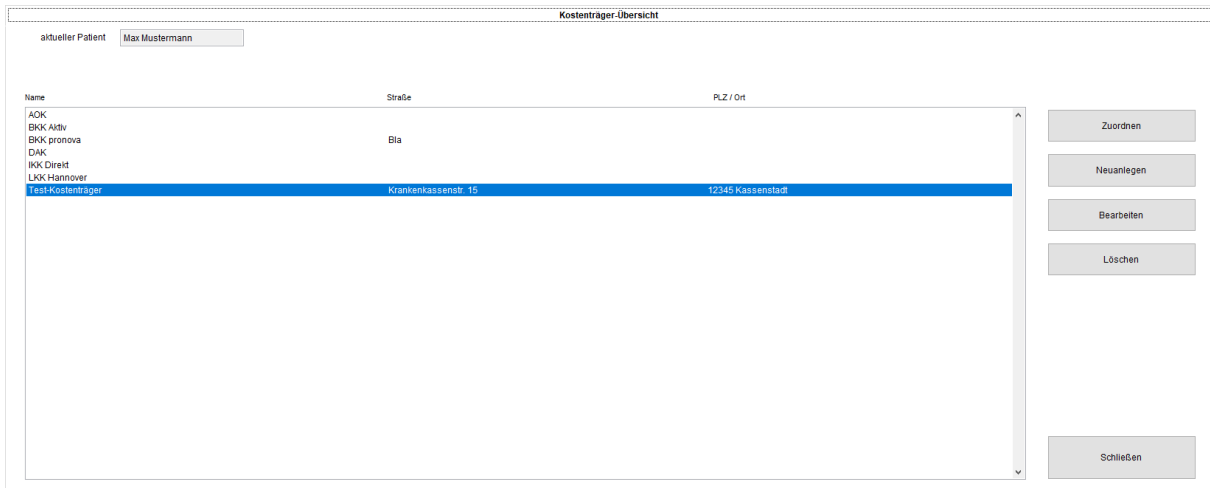 Kostenträger-Übersicht
aktueller Patient Max Mustermann
Name Straße PLZ / Ort
AOK
BKK Aktiv
BKK pronova Bla
DAK
IKK Direkt
LKK Hannover
Test-Kostenträger Krankenkassenstr. 15 12345 Kassenstadt
Zuordnen
Neuanlegen
Bearbeiten
Löschen
Schließen